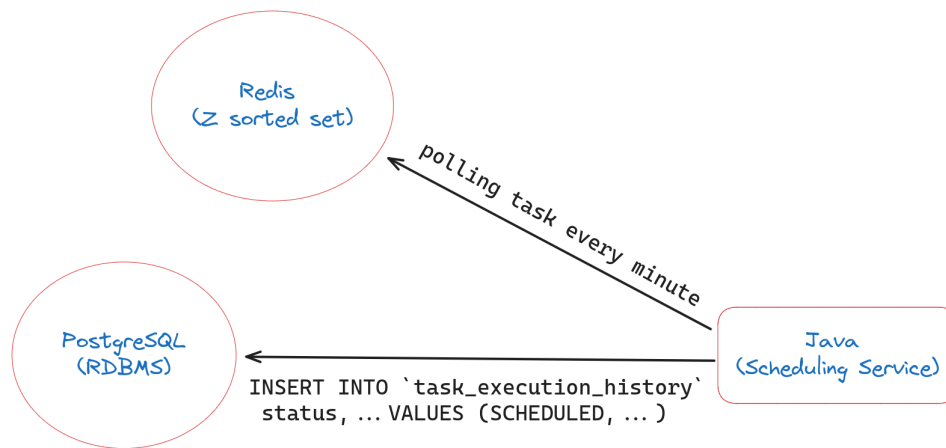 Redis
(Z sorted set)
polling task every minute
PostgreSQL
(RDBMS)
Java
(Scheduling Service)
INSERT INTO `task_execution_history`
status, ... VALUES (SCHEDULED, ... )